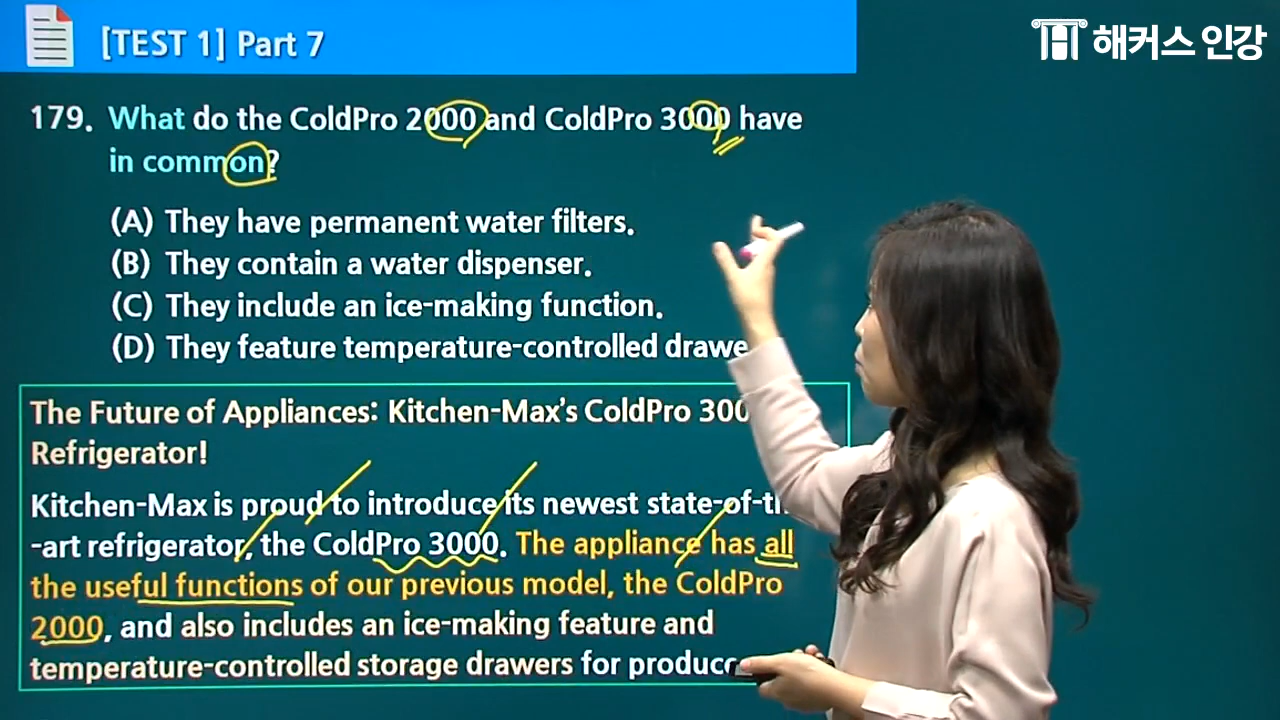 [TEST 1] Part 7
해커스 인강
179. What do the ColdPro 2000 and ColdPro 3000 have
in common?
(A) They have permanent water filters.
(B) They contain a water dispenser.
(C) They include an ice-making function.
(D) They feature temperature-controlled
The Future of Appliances: Kitchen-Max's ColdPro
Refrigerator!
Kitchen-Max is proud to introduce its newest
-art refrigerator, the ColdPro 3000. The appliance has all
the useful functions of our previous model, the ColdPro
2000, and also includes an ice-making feature and
temperature-controlled storage drawers for